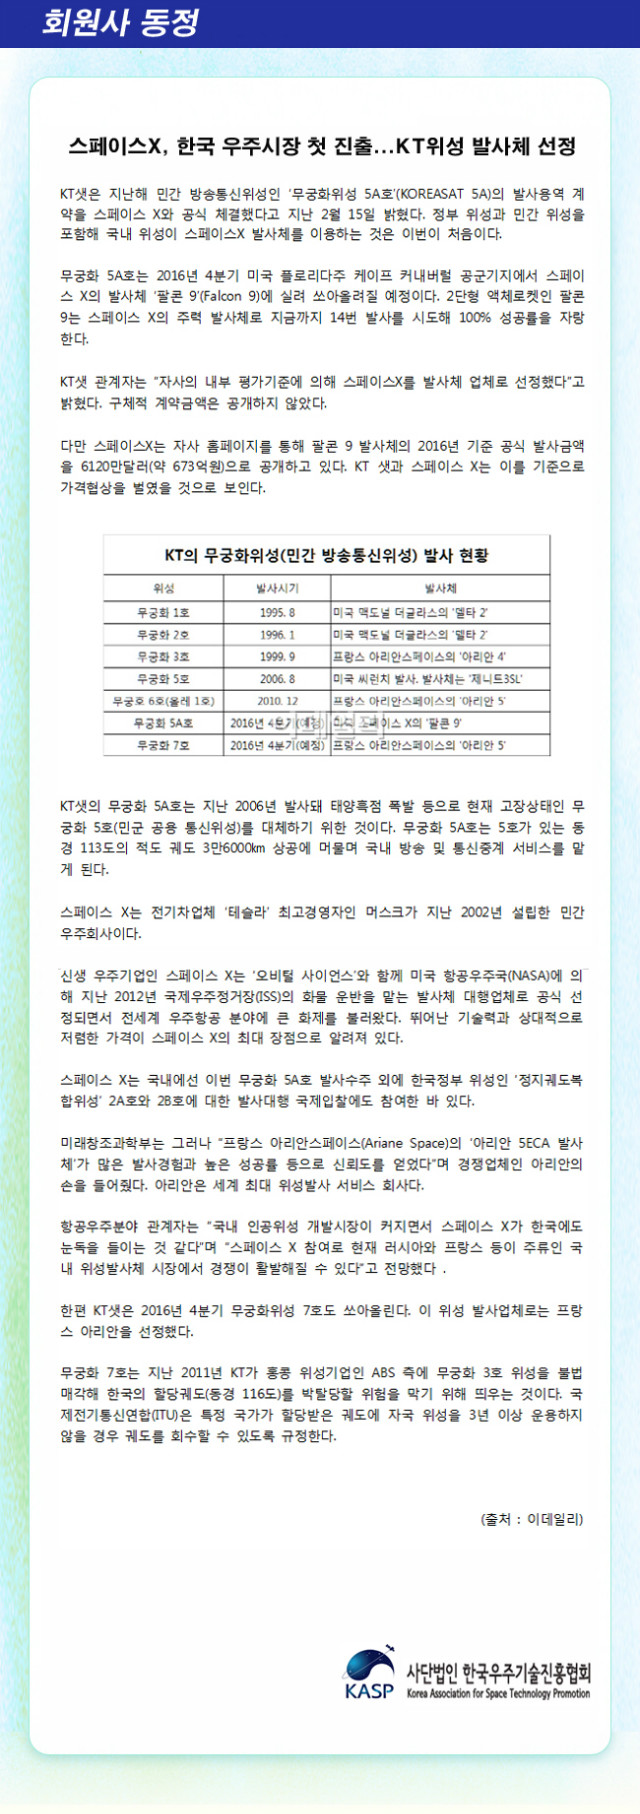 회원사 동정
스페이스X, 한국 우주시장 첫 진출...KT위성 발사체 선정
KT샛은 지난해 민간 방송통신위성인 '무궁화위성 5A호'(KOREASAT 5A)의 발사용역 계
약을 스페이스 X와 공식 체결했다고 지난 2월 15일 밝혔다. 정부 위성과 민간 위성을
포함해 국내 위성이 스페이스X 발사체를 이용하는 것은 이번이 처음이다.
무궁화 5A호는 2016년 4분기 미국 플로리다주 케이프 커내버럴 공군기지에서 스페이
스 X의 발사체 '팔콘 9'(Falcon 9)에 실려 쏘아올려질 예정이다. 2단형 액체로켓인 팔콘
9는 스페이스 X의 주력 발사체로 지금까지 14번 발사를 시도해 100% 성공률을 자랑
한다.
KT샛 관계자는 "자사의 내부 평가기준에 의해 스페이스X를 발사체 업체로 선정했다"고
밝혔다. 구체적 계약금액은 공개하지 않았다.
다만 스페이스X는 자사 홈페이지를 통해 팔콘 9 발사체의 2016년 기준 공식 발사금액
을 6120만달러(약 673억원)으로 공개하고 있다. KT 샛과 스페이스 X는 이를 기준으로
가격협상을 벌였을 것으로 보인다.
KT의 무궁화위성(민간 방송통신위성) 발사 현황
위성 발사시기 발사체
무궁화 1호 1995. 8 미국 맥도널 더글라스의 '델타 2'
무궁화 2호 1996. 1 미국 맥도널 더글라스의 '델타 2'
무궁화 3호 1999. 9 프랑스 아리안스페이스의 '아리안 4'
무궁화 5호 2006. 8 미국 씨런치 발사. 발사체는 '제니트3SL'
무궁호 6호(올레 1호) 2010. 12 프랑스 아리안스페이스의 '아리안 5'
무궁화 5A호 2016년 4분기(예정) 미국 스페이스 X의 '팔콘 9'
무궁화 7호 2016년 4분기(예정) 프랑스 아리안스페이스의 '아리안 5'
이데일리
KT샛의 무궁화 5A호는 지난 2006년 발사돼 태양흑점 폭발 등으로 현재 고장상태인 무
궁화 5호(민군 공용 통신위성)를 대체하기 위한 것이다. 무궁화 5A호는 5호가 있는 동
경 113도의 적도 궤도 3만6000㎞ 상공에 머물며 국내 방송 및 통신중계 서비스를 맡
게 된다.
스페이스 X는 전기차업체 '테슬라' 최고경영자인 머스크가 지난 2002년 설립한 민간
우주회사이다.
신생 우주기업인 스페이스 X는 '오비털 사이언스'와 함께 미국 항공우주국(NASA)에 의
해 지난 2012년 국제우주정거장(ISS)의 화물 운반을 맡는 발사체 대행업체로 공식 선
정되면서 전세계 우주항공 분야에 큰 화제를 불러왔다. 뛰어난 기술력과 상대적으로
저렴한 가격이 스페이스 X의 최대 장점으로 알려져 있다.
스페이스 X는 국내에선 이번 무궁화 5A호 발사수주 외에 한국정부 위성인 '정지궤도복
합위성' 2A호와 2B호에 대한 발사대행 국제입찰에도 참여한 바 있다.
미래창조과학부는 그러나 "프랑스 아리안스페이스(Ariane Space)의 '아리안 5ECA 발사
체'가 많은 발사경험과 높은 성공률 등으로 신뢰도를 얻었다"며 경쟁업체인 아리안의
손을 들어줬다. 아리안은 세계 최대 위성발사 서비스 회사다.
항공우주분야 관계자는 "국내 인공위성 개발시장이 커지면서 스페이스 X가 한국에도
눈독을 들이는 것 같다"며 "스페이스 X 참여로 현재 러시아와 프랑스 등이 주류인 국
내 위성발사체 시장에서 경쟁이 활발해질 수 있다"고 전망했다 .
한편 KT샛은 2016년 4분기 무궁화위성 7호도 쏘아올린다. 이 위성 발사업체로는 프랑
스 아리안을 선정했다.
무궁화 7호는 지난 2011년 KT가 홍콩 위성기업인 ABS 측에 무궁화 3호 위성을 불법
매각해 한국의 할당궤도(동경 116도)를 박탈당할 위험을 막기 위해 띄우는 것이다. 국
제전기통신연합(ITU)은 특정 국가가 할당받은 궤도에 자국 위성을 3년 이상 운용하지
않을 경우 궤도를 회수할 수 있도록 규정한다.
(출처 : 이데일리)
KASP
사단법인 한국우주기술진흥협회
Korea Association for Space Technology Promotion